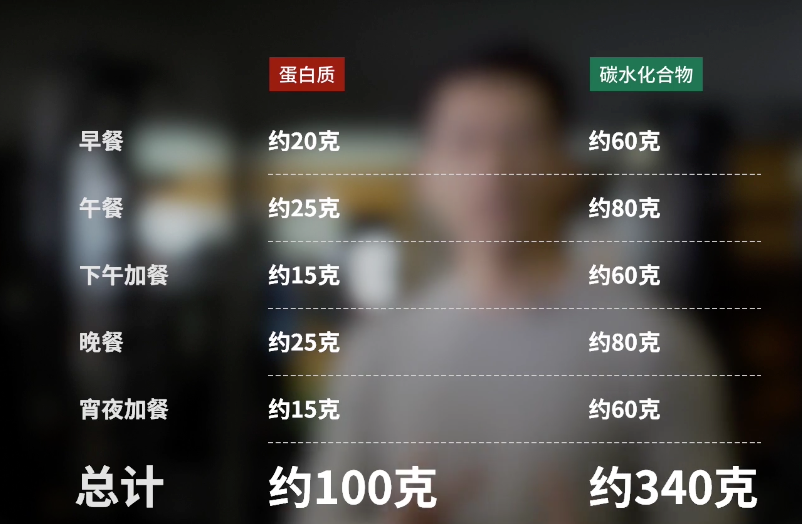 蛋白质 碳水化合物
早餐 约20克 约60克
午餐 约25克 约80克
下午加餐 约15克 约60克
晚餐 约25克 约80克
宵夜加餐 约15克 约60克
总计 约100克 约340克